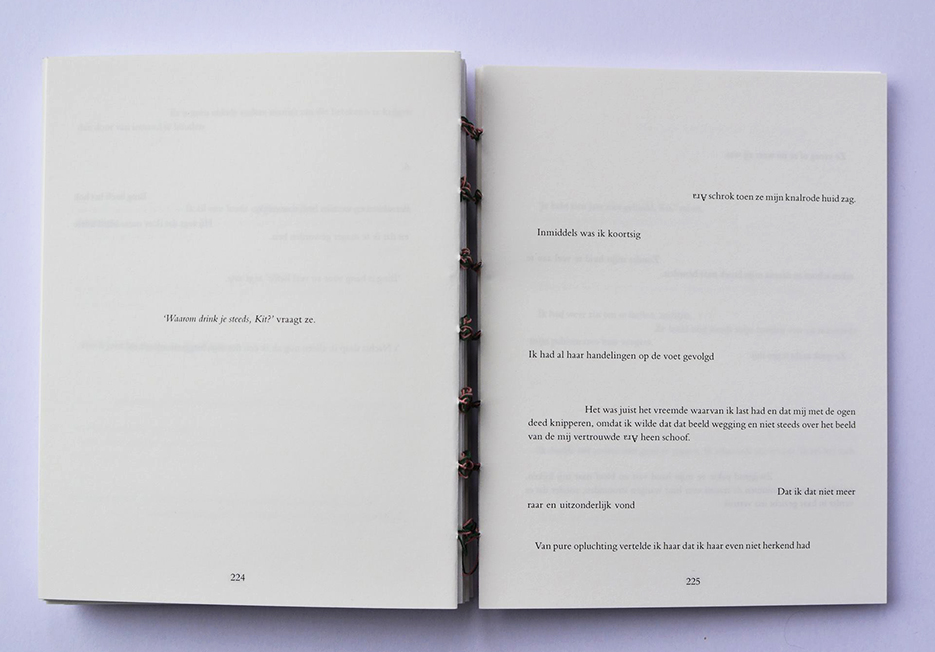 ‘Waarom drink je steeds, Kit?’ vraagt ze.
224
schrok toen ze mijn knalrode huid zag.
Inmiddels was ik koortsig
Ik had al haar handelingen op de voet gevolgd
Het was juist het vreemde waarvan ik last had en dat mij met de ogen
deed knipperen, omdat ik wilde dat dat beeld wegging en niet steeds over het beeld
van de mij vertrouwde heen schoof.
Dat ik dat niet meer
raar en uitzonderlijk vond
Van pure opluchting vertelde ik haar dat ik haar even niet herkend had
225